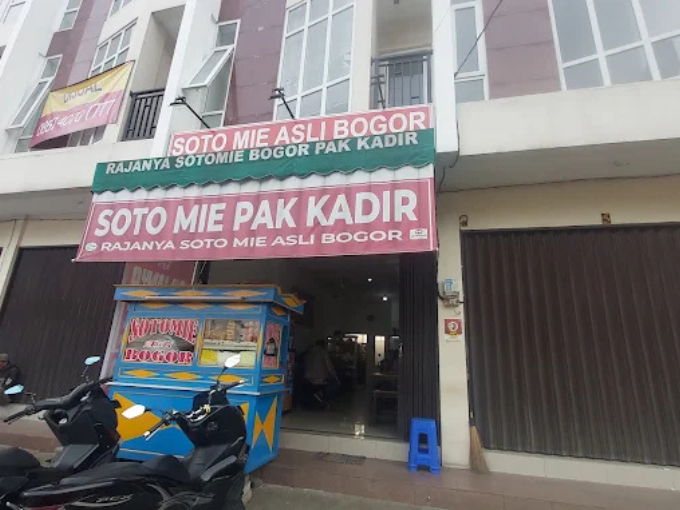 DIJUAL
SOTO MIE ASLI BOGOR
RAJANYA SOTOMIE BOGOR PAK KADIR
SOTO MIE PAK KADIR
RAJANYA SOTO MIE ASLI BOGOR
SOTOMIE
BOGOR